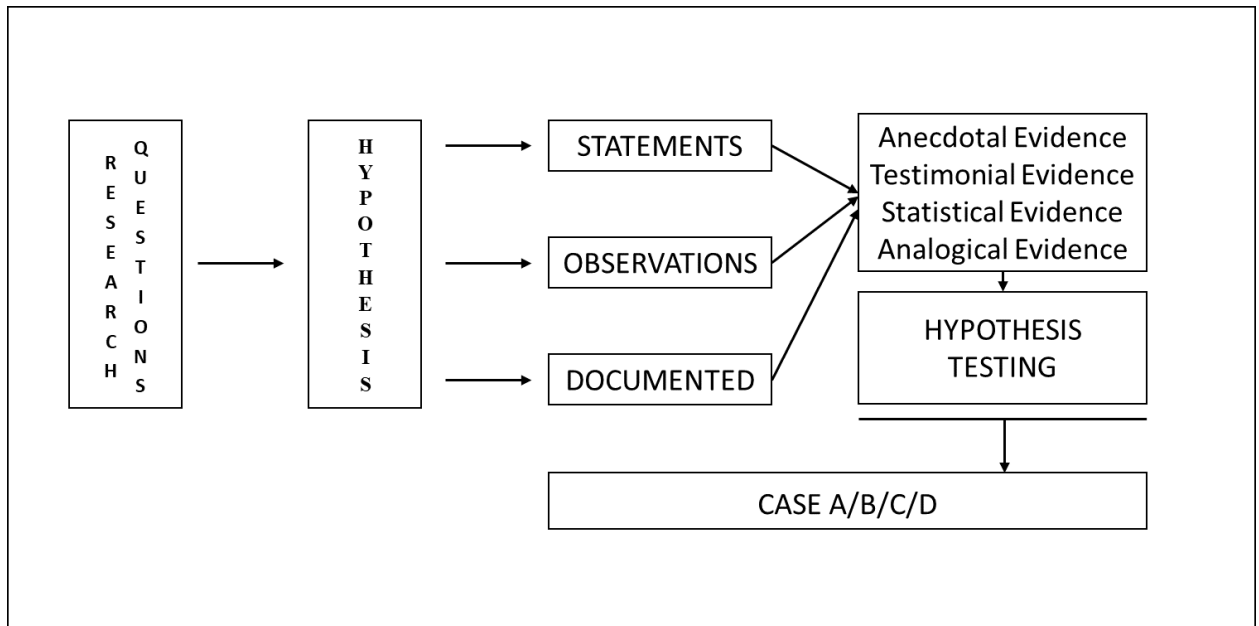 RESEARCH
QUESTIONS
HYPOTHESIS
STATEMENTS
OBSERVATIONS
DOCUMENTED
Anecdotal Evidence
Testimonial Evidence
Statistical Evidence
Analogical Evidence
HYPOTHESIS
TESTING
CASE A/B/C/D